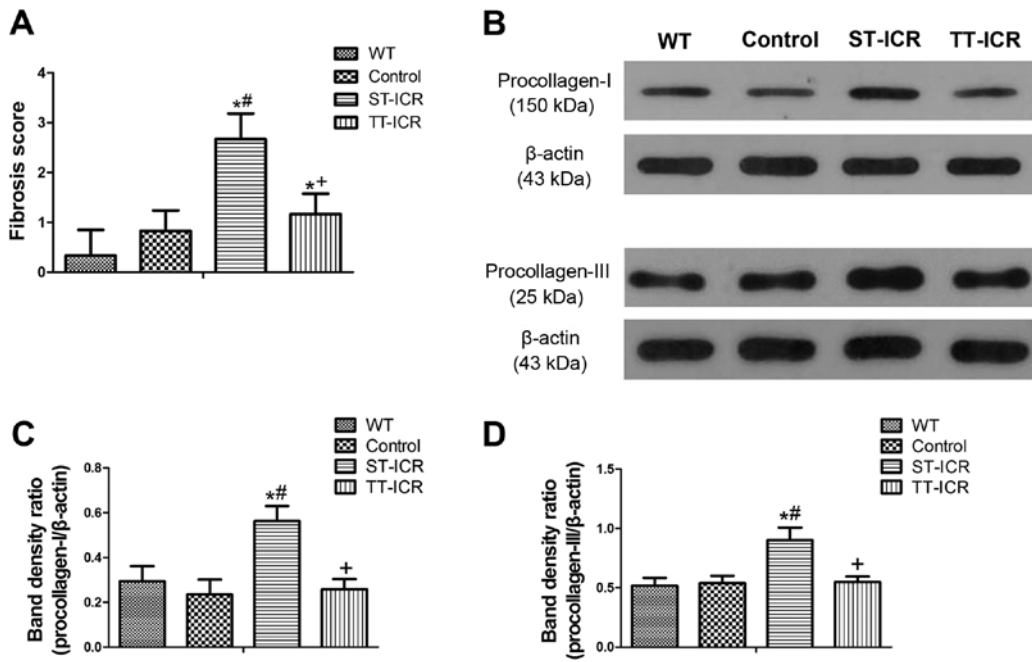 A
WT
Control
ST-ICR
TT-ICR
Fibrosis score
4
3
2
1
0
*#
*+
B
WT Control ST-ICR TT-ICR
Procollagen-I
(150 kDa)
β-actin
(43 kDa)
Procollagen-III
(25 kDa)
β-actin
(43 kDa)
C
WT
Control
ST-ICR
TT-ICR
Band density ratio
(procollagen-I/β-actin)
0.8
0.6
0.4
0.2
0.0
*#
+
D
WT
Control
ST-ICR
TT-ICR
Band density ratio
(procollagen-III/β-actin)
1.5
1.0
0.5
0.0
*#
+